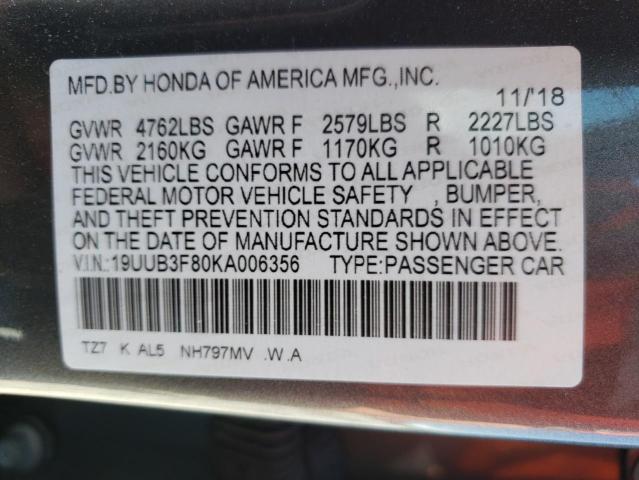 MFD.BY HONDA OF AMERICA MFG.,INC.
11/'18
GVWR 4762LBS GAWR F 2579LBS R 2227LBS
GVWR 2160KG GAWR F 1170KG R 1010KG
THIS VEHICLE CONFORMS TO ALL APPLICABLE
FEDERAL MOTOR VEHICLE SAFETY , BUMPER,
AND THEFT PREVENTION STANDARDS IN EFFECT
ON THE DATE OF MANUFACTURE SHOWN ABOVE.
V.I.N.:19UUB3F80KA006356 TYPE:PASSENGER CAR
TZ7 K AL5 NH797MV .W .A